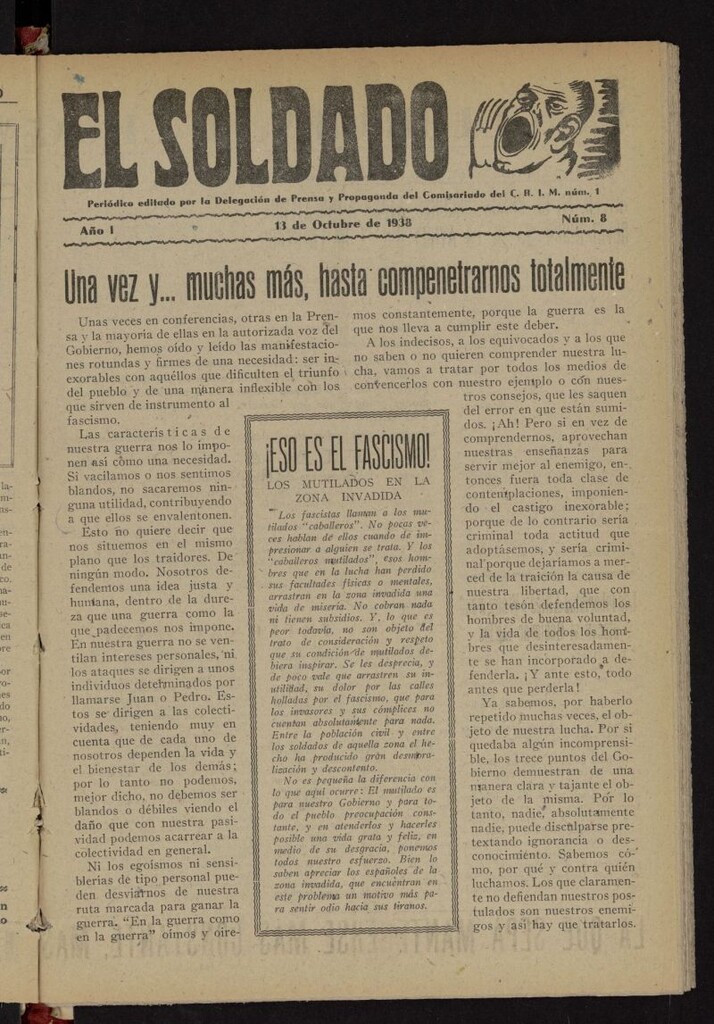 EL SOLDADO
Periódico editado por la Delegación de Prensa y Propaganda del Comisariado del C. R. I. M. núm. 1
Año I
13 de Octubre de 1938
Núm. 8
Una vez y... muchas más, hasta compenetrarnos totalmente
Unas veces en conferencias, otras en la Pren-
sa y la mayoría de ellas en la autorizada voz del
Gobierno, hemos oído y leído las manifestacio-
nes rotundas y firmes de una necesidad: ser in-
exorables con aquéllos que dificulten el triunfo
del pueblo y de una manera inflexible con los
que sirven de instrumento al
fascismo.
Las caracteristicas de
nuestra guerra nos lo impo-
nen así cómo una necesidad.
Si vacilamos o nos sentimos
blandos, no sacaremos nin-
guna utilidad, contribuyendo
a que ellos se envalentonen.
Esto no quiere decir que
nos situemos en el mismo
plano que los traidores. De
ningún modo. Nosotros de-
fendemos una idea justa y
humana, dentro de la dure-
za que una guerra como la
que padecemos nos impone.
En nuestra guerra no se ven-
tilan intereses personales, ni
los ataques se dirigen a unos
individuos determinados por
llamarse Juan o Pedro. Es-
tos se dirigen a las colecti-
vidades, teniendo muy en
cuenta que de cada uno de
nosotros dependen la vida y
el bienestar de los demás;
por lo tanto no podemos,
mejor dicho, no debemos ser
blandos o débiles viendo el
daño que con nuestra pasi-
vidad podemos acarrear a la
colectividad en general.
Ni los egoismos ni sensi-
blerias de tipo personal pue-
den desviarnos de nuestra
ruta marcada para ganar la
guerra. "En la guerra como
en la guerra" oímos y oire-
¡ESO ES EL FASCISMO!
LOS MUTILADOS EN LA
ZONA INVADIDA
Los fascistas llaman a los mu-
tilados "caballeros". No pocas ve-
ces hablan de ellos cuando de im-
presionar a alguien se trata. Y los
"caballeros mutilados", esos hom-
bres que en la lucha han perdido
sus facultades físicas o mentales,
arrastran en la zona invadida una
vida de miseria. No cobran nada
ni tienen subsidios. Y, lo que es
peor todavía, no son objeto del
trato de consideración y respeto
que su condición de mutilados de-
biera inspirar. Se les desprecia, y
de poco vale que arrastren su in-
utilidad, su dolor por las calles
holladas por el fascismo, que para
los invasores y sus cómplices no
cuentan absolutamente para nada.
Entre la población civil y entre
los soldados de aquella zona el he-
cho ha producido gran desmora-
lización y descontento.
No es pequeña la diferencia con
lo que aquí ocurre: El mutilado es
para nuestro Gobierno y para to-
do el pueblo preocupación cons-
tante, y en atenderlos y hacerles
posible una vida grata y feliz, en
medio de su desgracia, ponemos
todos nuestro esfuerzo. Bien lo
saben apreciar los españoles de la
zona invadida, que encuentran en
este problema un motivo más pa-
ra sentir odio hacia sus tiranos.
mos constantemente, porque la guerra es la
que nos lleva a cumplir este deber.
A los indecisos, a los equivocados y a los que
no saben o no quieren comprender nuestra lu-
cha, vamos a tratar por todos los medios de
convencerlos con nuestro ejemplo o con nues-
tros consejos, que les saquen
del error en que están sumi-
dos. ¡Ah! Pero si en vez de
comprendernos, aprovechan
nuestras enseñanzas para
servir mejor al enemigo, en-
tonces fuera toda clase de
contemplaciones, imponien-
do el castigo inexorable;
porque de lo contrario sería
criminal toda actitud que
adoptásemos, y sería crimi-
nal porque dejaríamos a mer-
ced de la traición la causa de
nuestra libertad, que con
tanto tesón defendemos los
hombres de buena voluntad,
y la vida de todos los hom-
bres que desinteresadamente
se han incorporado a de-
fenderla. ¡Y ante esto, todo
antes que perderla!
Ya sabemos, por haberlo
repetido muchas veces, el ob-
jeto de nuestra lucha. Por si
quedaba algún incomprensi-
ble, los trece puntos del Go-
bierno demuestran de una
manera clara y tajante el ob-
jeto de la misma. Por lo
tanto, nadie, absolutamente
nadie, puede disculparse pre-
textando ignorancia o des-
conocimiento. Sabemos có-
mo, por qué y contra quién
luchamos. Los que claramen-
te no defiendan nuestros pos-
tulados son nuestros enemi-
gos y así hay que tratarlos.